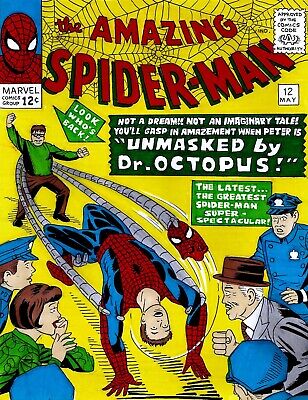 the AMAZING
SPIDER-MAN
IND.
APPROVED
BY THE
COMICS
CODE
AUTHORITY
MARVEL
COMICS
GROUP 12¢
12
MAY
LOOK
WHO'S
BACK!
NOT A DREAM! NOT AN IMAGINARY TALE!
YOU'LL GASP IN AMAZEMENT WHEN PETER IS
"UNMASKED by
Dr. OCTOPUS!"
THE LATEST...
THE GREATEST
SPIDER-MAN
SUPER-
SPECTACULAR!